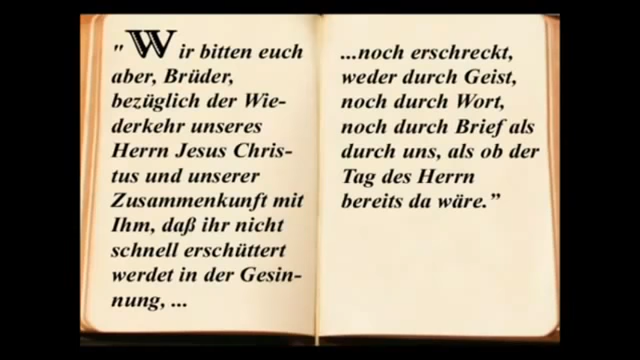 " Wir bitten euch
aber, Brüder,
bezüglich der Wie-
derkehr unseres
Herrn Jesus Chris-
tus und unserer
Zusammenkunft mit
Ihm, daß ihr nicht
schnell erschüttert
werdet in der Gesin-
nung, ...
...noch erschreckt,
weder durch Geist,
noch durch Wort,
noch durch Brief als
durch uns, als ob der
Tag des Herrn
bereits da wäre.”